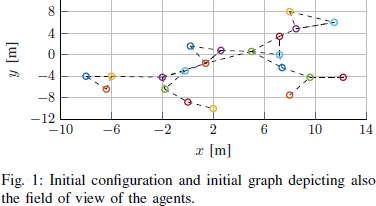 8
4
0
−4
−8
−12
y [m]
−10 −6 −2 2 6 10 14
x [m]
Fig. 1: Initial configuration and initial graph depicting also
the field of view of the agents.